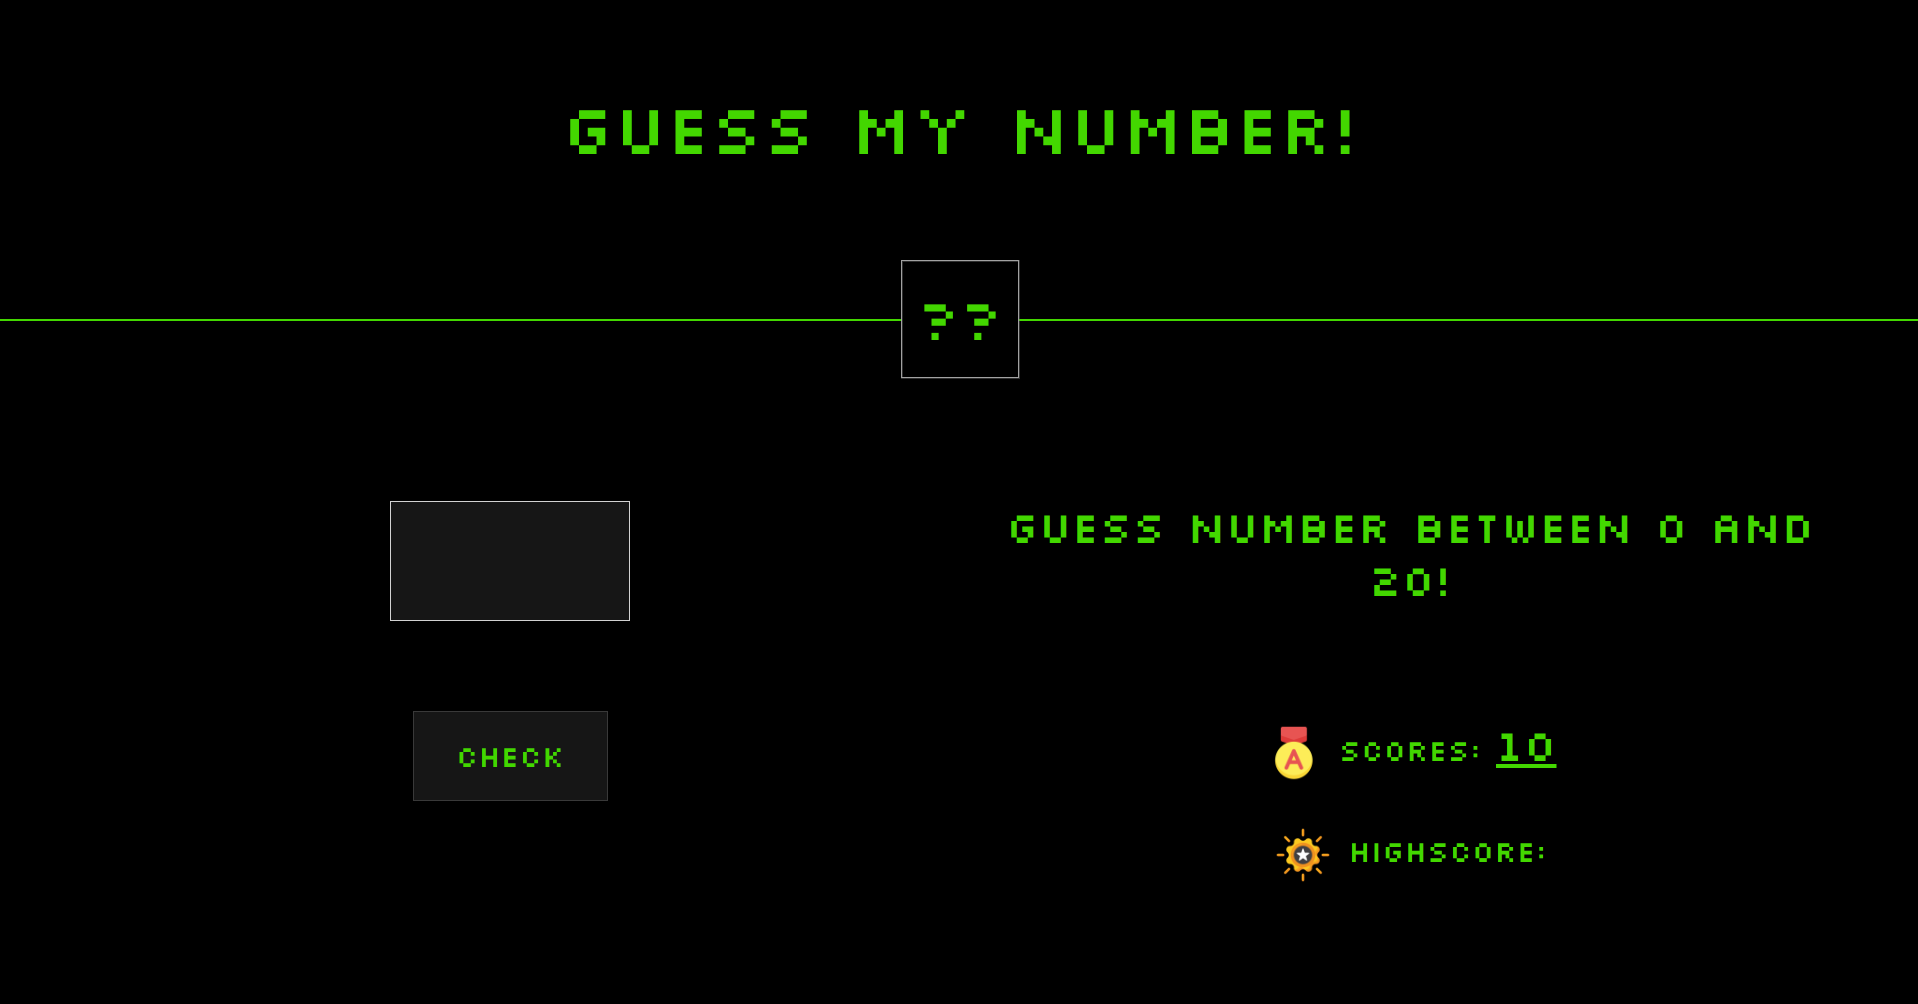 GUESS MY NUMBER!
??
GUESS NUMBER BETWEEN 0 AND
20!
CHECK
SCORES: 10
HIGHSCORE: